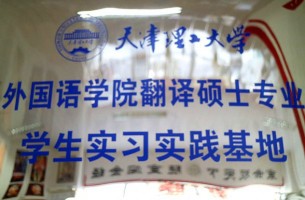 天津理工大学
外国语学院翻译硕士专业
学生实习实践基地